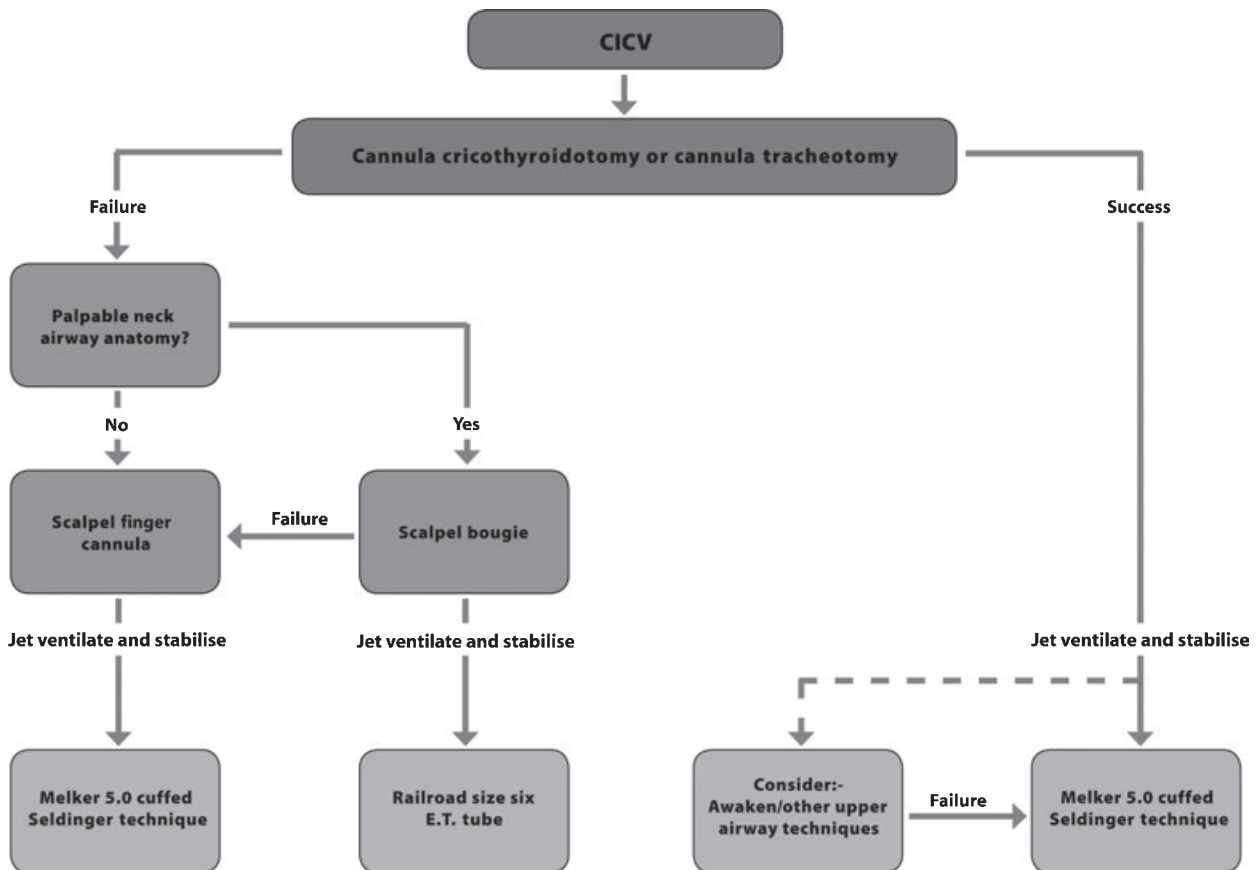 CICV
Cannula cricothyroidotomy or cannula tracheotomy
Failure
Success
Palpable neck
airway anatomy?
No
Yes
Scalpel finger
cannula
Failure
Scalpel bougie
Jet ventilate and stabilise
Jet ventilate and stabilise
Jet ventilate and stabilise
Melker 5.0 cuffed
Seldinger technique
Railroad size six
E.T. tube
Consider:-
Awaken/other upper
airway techniques
Failure
Melker 5.0 cuffed
Seldinger technique